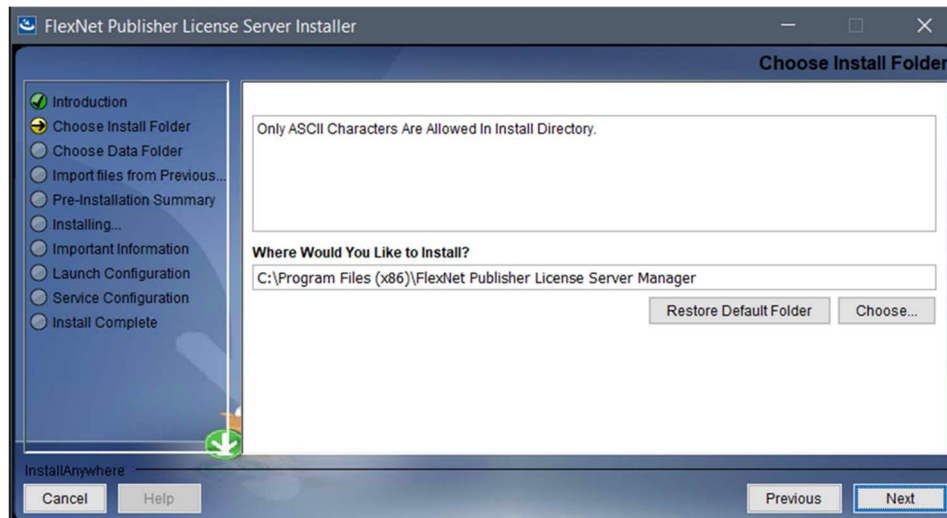 FlexNet Publisher License Server Installer
Choose Install Folder
Introduction
Choose Install Folder
Choose Data Folder
Import files from Previous...
Pre-Installation Summary
Installing...
Important Information
Launch Configuration
Service Configuration
Install Complete
Only ASCII Characters Are Allowed In Install Directory.
Where Would You Like to Install?
C:\Program Files (x86)\FlexNet Publisher License Server Manager
Restore Default Folder Choose...
InstallAnywhere
Cancel Help Previous Next